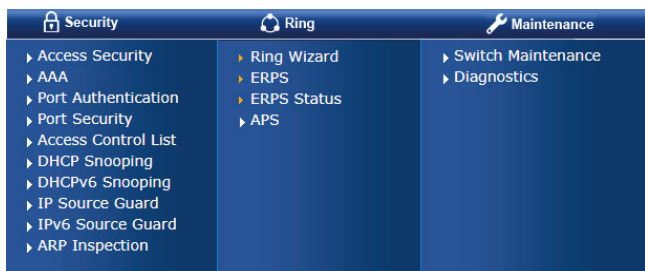 Security
Access Security
AAA
Port Authentication
Port Security
Access Control List
DHCP Snooping
DHCPv6 Snooping
IP Source Guard
IPv6 Source Guard
ARP Inspection
Ring
Ring Wizard
ERPS
ERPS Status
APS
Maintenance
Switch Maintenance
Diagnostics